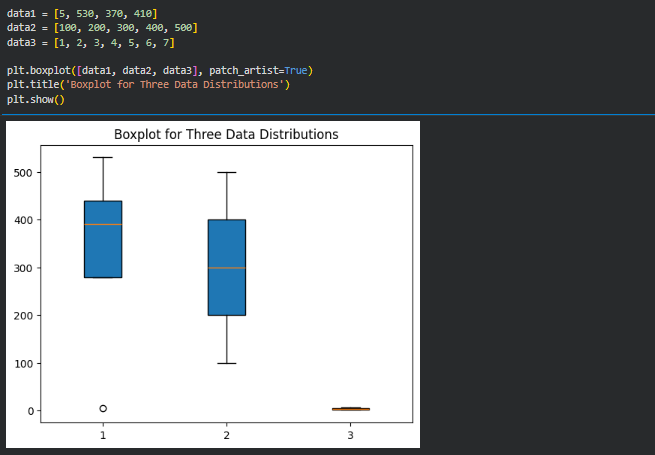 data1 = [5, 530, 370, 410]
data2 = [100, 200, 300, 400, 500]
data3 = [1, 2, 3, 4, 5, 6, 7]
plt.boxplot([data1, data2, data3], patch_artist=True)
plt.title('Boxplot for Three Data Distributions')
plt.show()
Boxplot for Three Data Distributions
500
400
300
200
100
0
1 2 3